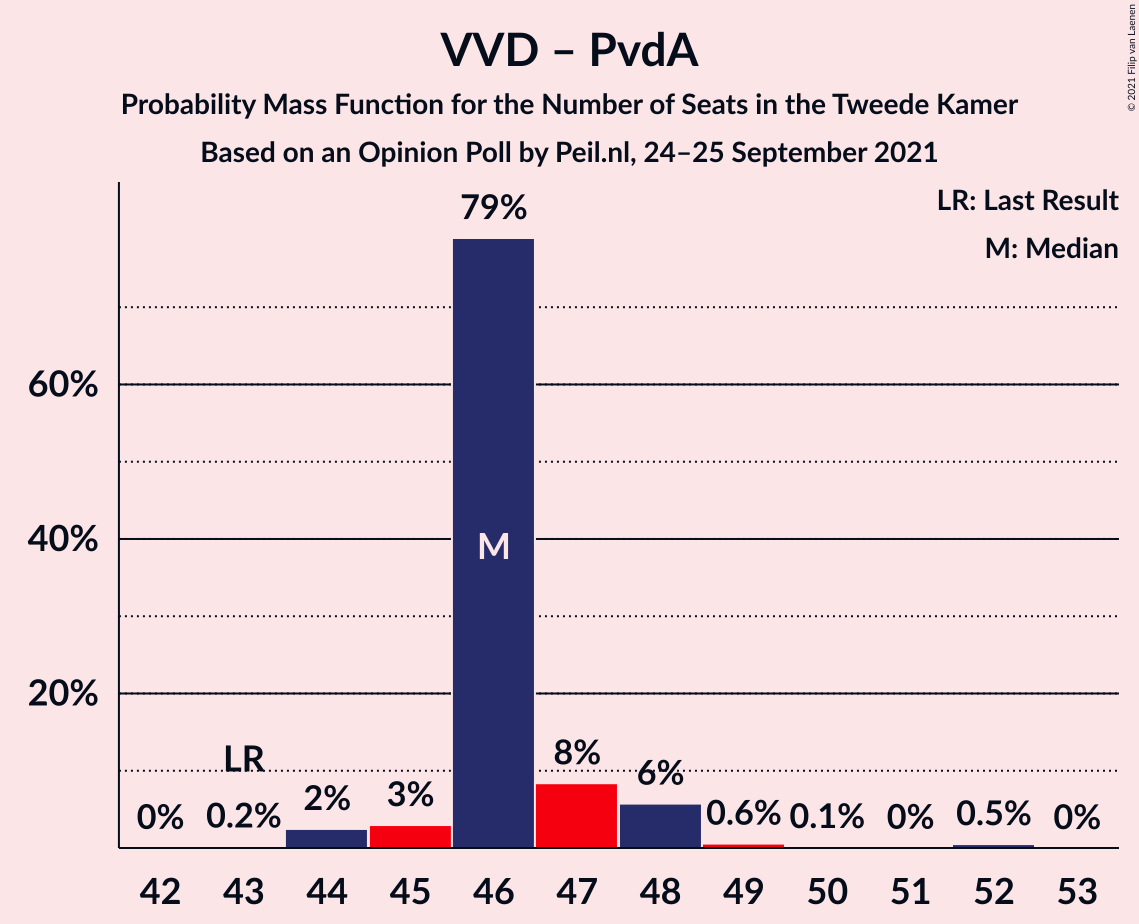 VVD – PvdA
Probability Mass Function for the Number of Seats in the Tweede Kamer
Based on an Opinion Poll by Peil.nl, 24–25 September 2021
© 2021 Filip van Laenen
LR: Last Result
M: Median
79%
60%
40%
20%
M
LR
0%
0.2%
2%
3%
8%
6%
0.6%
0.1%
0%
0.5%
0%
42 43 44 45 46 47 48 49 50 51 52 53